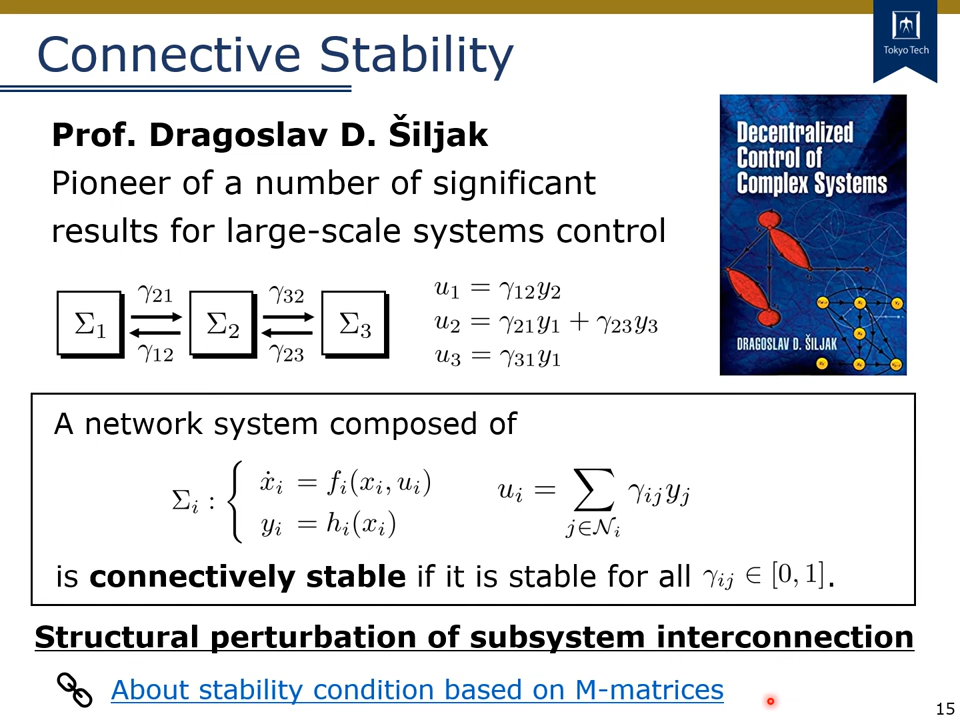 Connective Stability
Tokyo Tech
Prof. Dragoslav D. Šiljak
Pioneer of a number of significant
results for large-scale systems control
Decentralized
Control of
Complex Systems
DRAGOSLAV D. ŠILJAK
γ21 γ32
Σ1 Σ2 Σ3
γ12 γ23
u1 = γ12y2
u2 = γ21y1 + γ23y3
u3 = γ31y1
A network system composed of
Σi : { ẋi = fi(xi, ui)
yi = hi(xi)
ui = ∑ j∈Ni γijyj
is connectively stable if it is stable for all γij ∈ [0, 1].
Structural perturbation of subsystem interconnection
About stability condition based on M-matrices
15